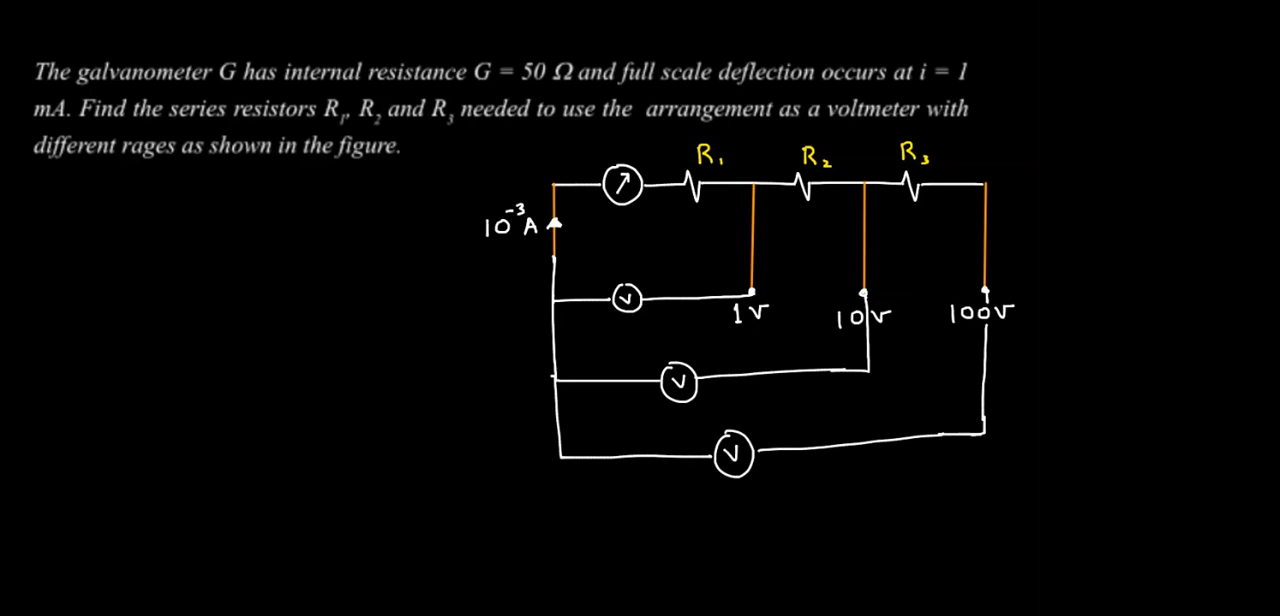 The galvanometer G has internal resistance G = 50 Ω and full scale deflection occurs at i = 1
mA. Find the series resistors R₁, R₂ and R₃ needed to use the arrangement as a voltmeter with
different rages as shown in the figure.
R₁ R₂ R₃
10⁻³A
V
1V 10V 100V
V
V